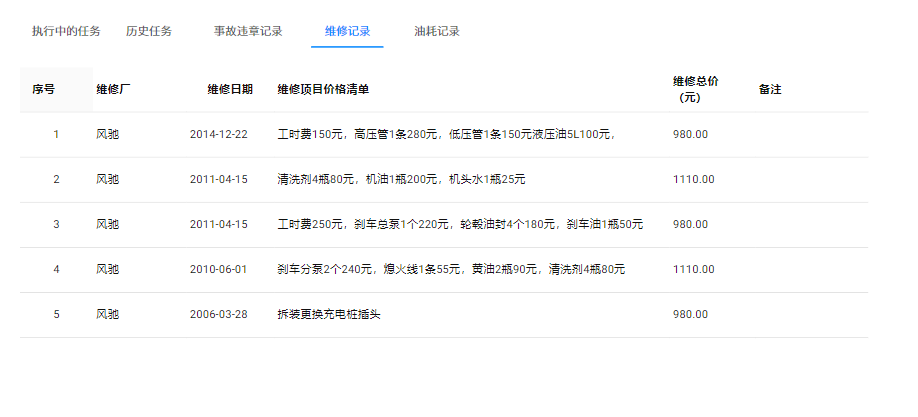 执行中的任务 历史任务 事故违章记录 维修记录 油耗记录
序号 维修厂 维修日期 维修项目价格清单 维修总价（元） 备注
1 风驰 2014-12-22 工时费150元，高压管1条280元，低压管1条150元液压油5L100元， 980.00
2 风驰 2011-04-15 清洗剂4瓶80元，机油1瓶200元，机头水1瓶25元 1110.00
3 风驰 2011-04-15 工时费250元，刹车总泵1个220元，轮毂油封4个180元，刹车油1瓶50元 980.00
4 风驰 2010-06-01 刹车分泵2个240元，熄火线1条55元，黄油2瓶90元，清洗剂4瓶80元 1110.00
5 风驰 2006-03-28 拆装更换充电桩插头 980.00